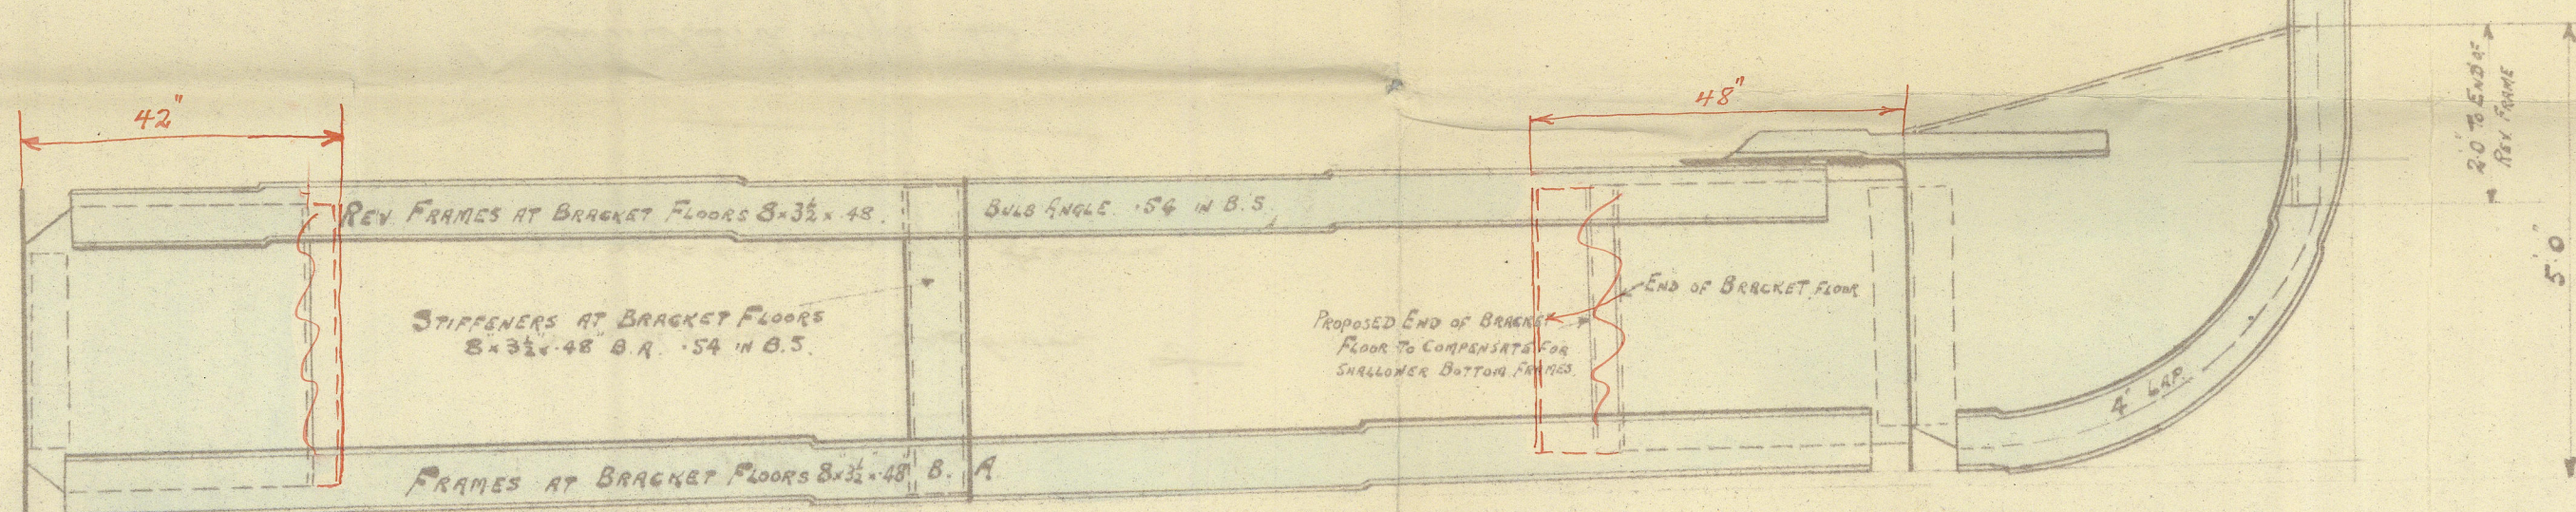 42"
48"
20" TO END OF
REV. FRAME
5'.0"
REV. FRAMES AT BRACKET FLOORS 8×3½×.48.
BULB ANGLE .54 IN B.S.
STIFFENERS AT BRACKET FLOORS
8"×3½"×.48" B.A. .54 IN B.S.
END OF BRACKET FLOOR
PROPOSED END OF BRACKET
FLOOR TO COMPENSATE FOR
SHALLOWER BOTTOM FRAMES.
4" LAP.
FRAMES AT BRACKET FLOORS 8×3½×.48" B. A.